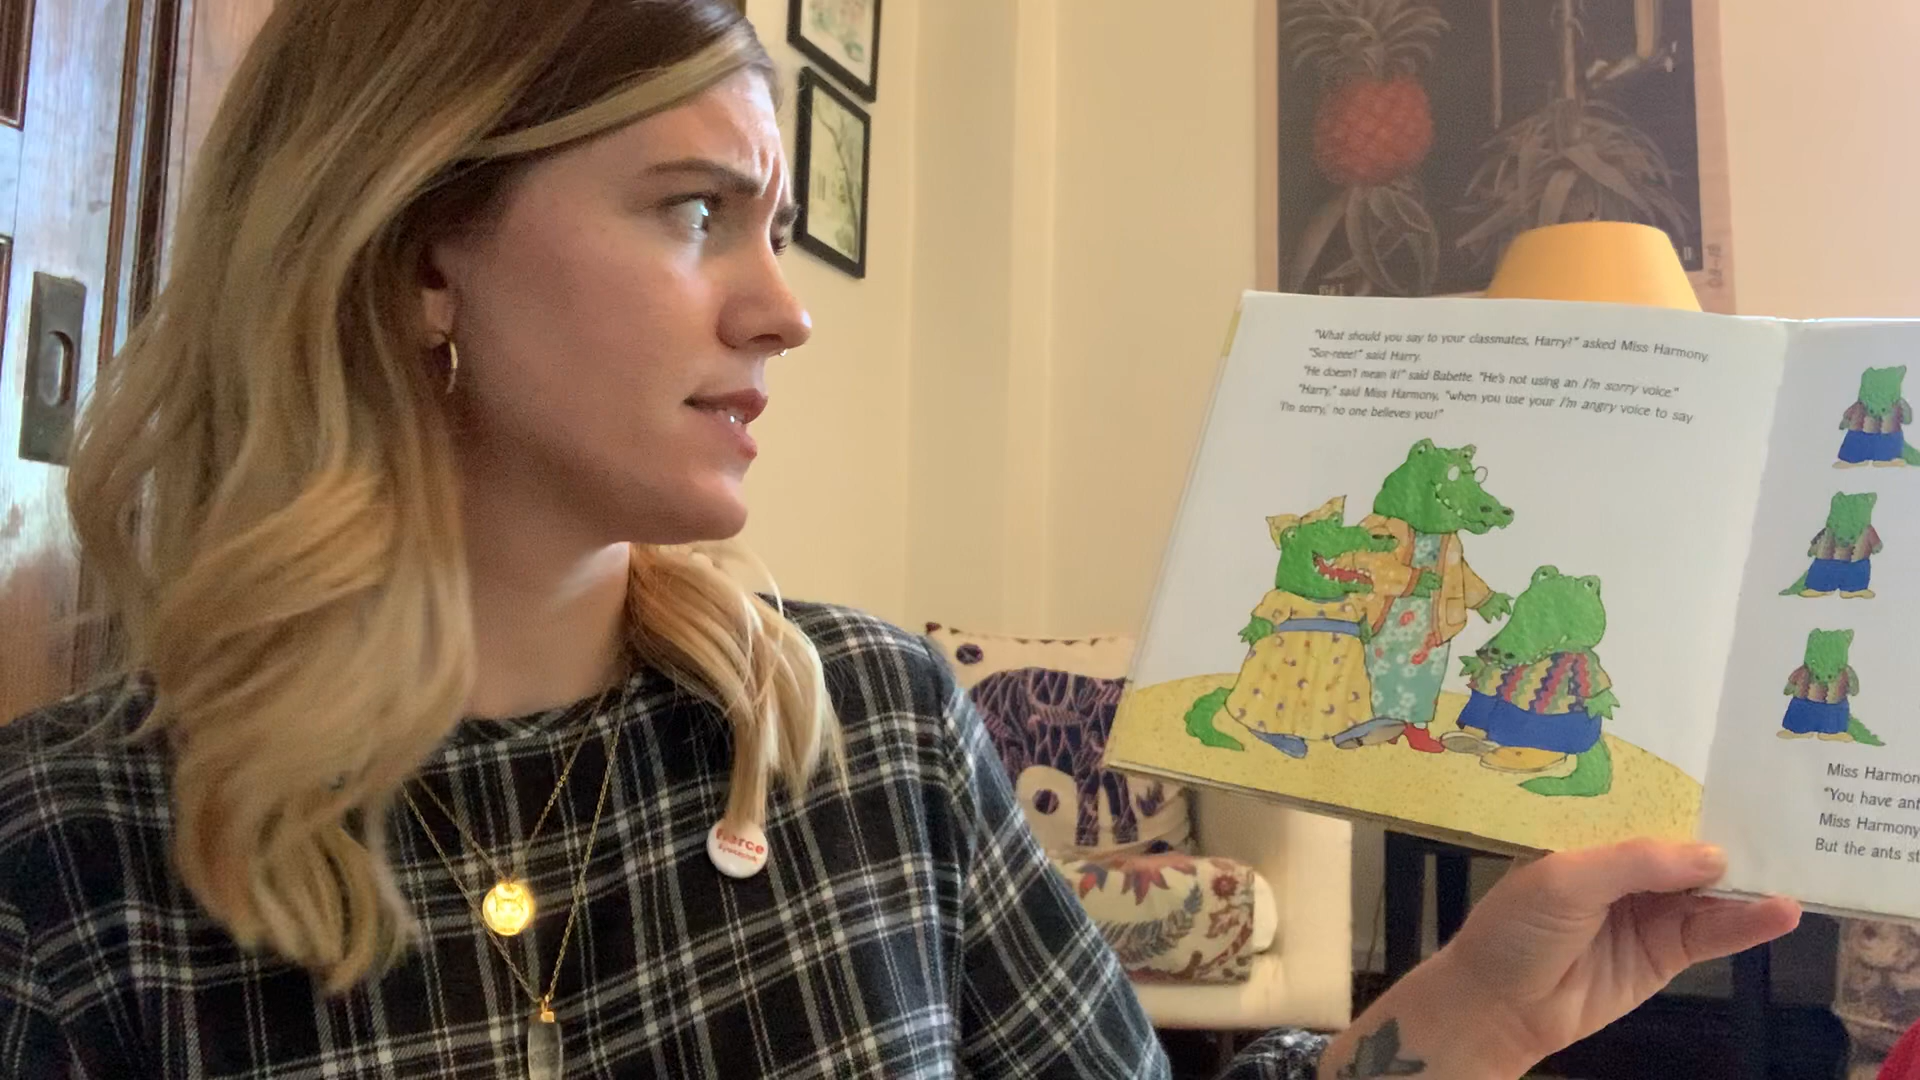 "What should you say to your classmates, Harry?" asked Miss Harmony.
"Sor-reee!" said Harry.
"He doesn't mean it!" said Babette. "He's not using an I'm sorry voice."
"Harry," said Miss Harmony, "when you use your I'm angry voice to say
'I'm sorry,' no one believes you!"
Miss Harmon
"You have ant
Miss Harmony
But the ants st
fierce